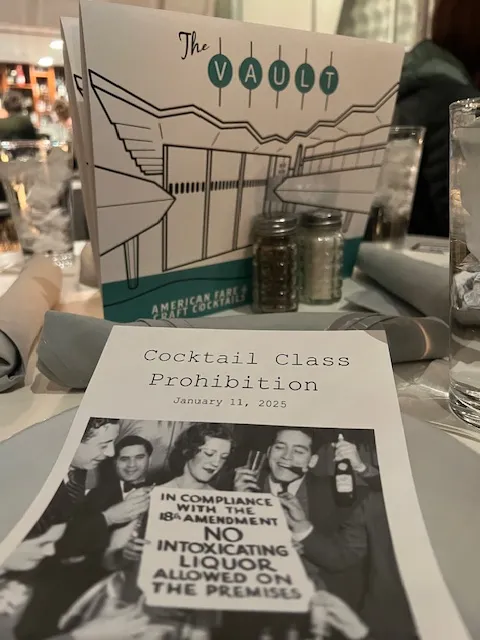 The
VAULT
AMERICAN FARE &
CRAFT COCKTAILS
Cocktail Class
Prohibition
January 11, 2025
IN COMPLIANCE
WITH THE
18th AMENDMENT
NO
INTOXICATING
LIQUOR
ALLOWED ON
THE PREMISES